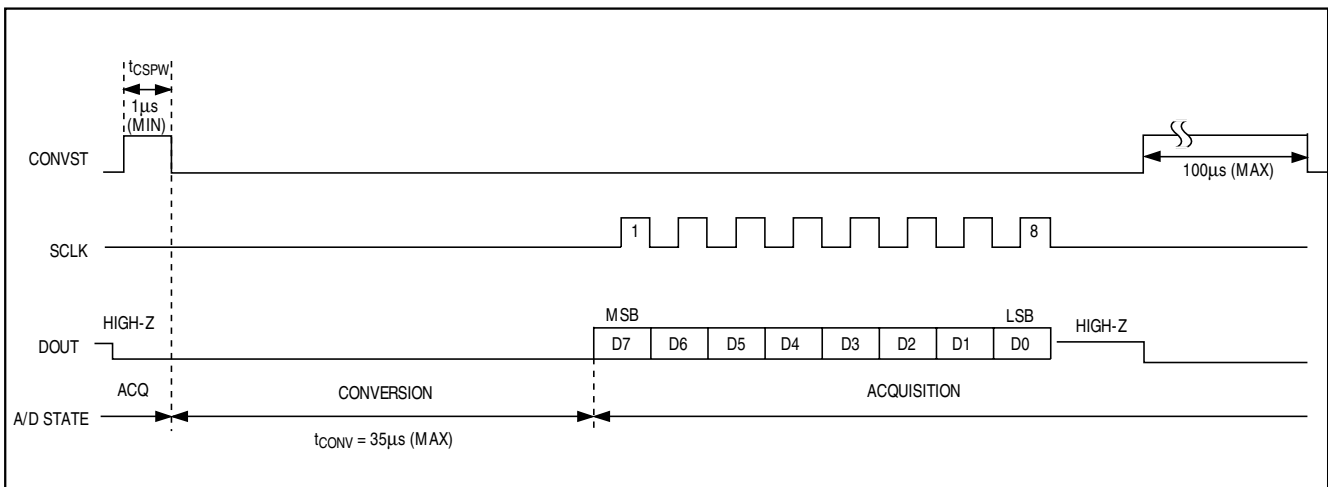 tCSPW
1µs
(MIN)
CONVST
100µs (MAX)
SCLK
1
8
HIGH-Z
MSB
LSB
HIGH-Z
DOUT
D7 D6 D5 D4 D3 D2 D1 D0
ACQ
CONVERSION
ACQUISITION
A/D STATE
tCONV = 35µs (MAX)